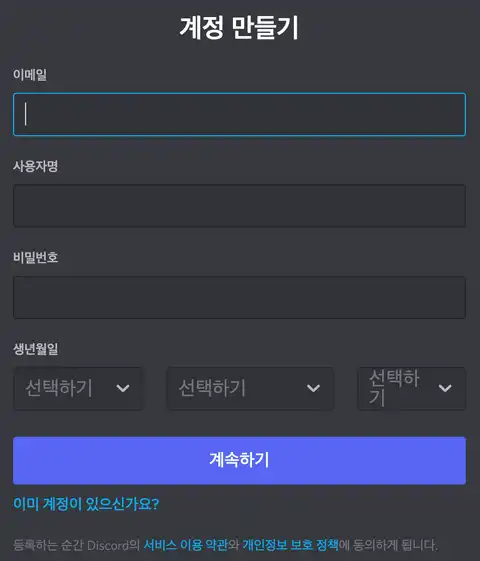 계정 만들기
이메일
사용자명
비밀번호
생년월일
선택하기 선택하기 선택하기
계속하기
이미 계정이 있으신가요?
등록하는 순간 Discord의 서비스 이용 약관와 개인정보 보호 정책에 동의하게 됩니다.